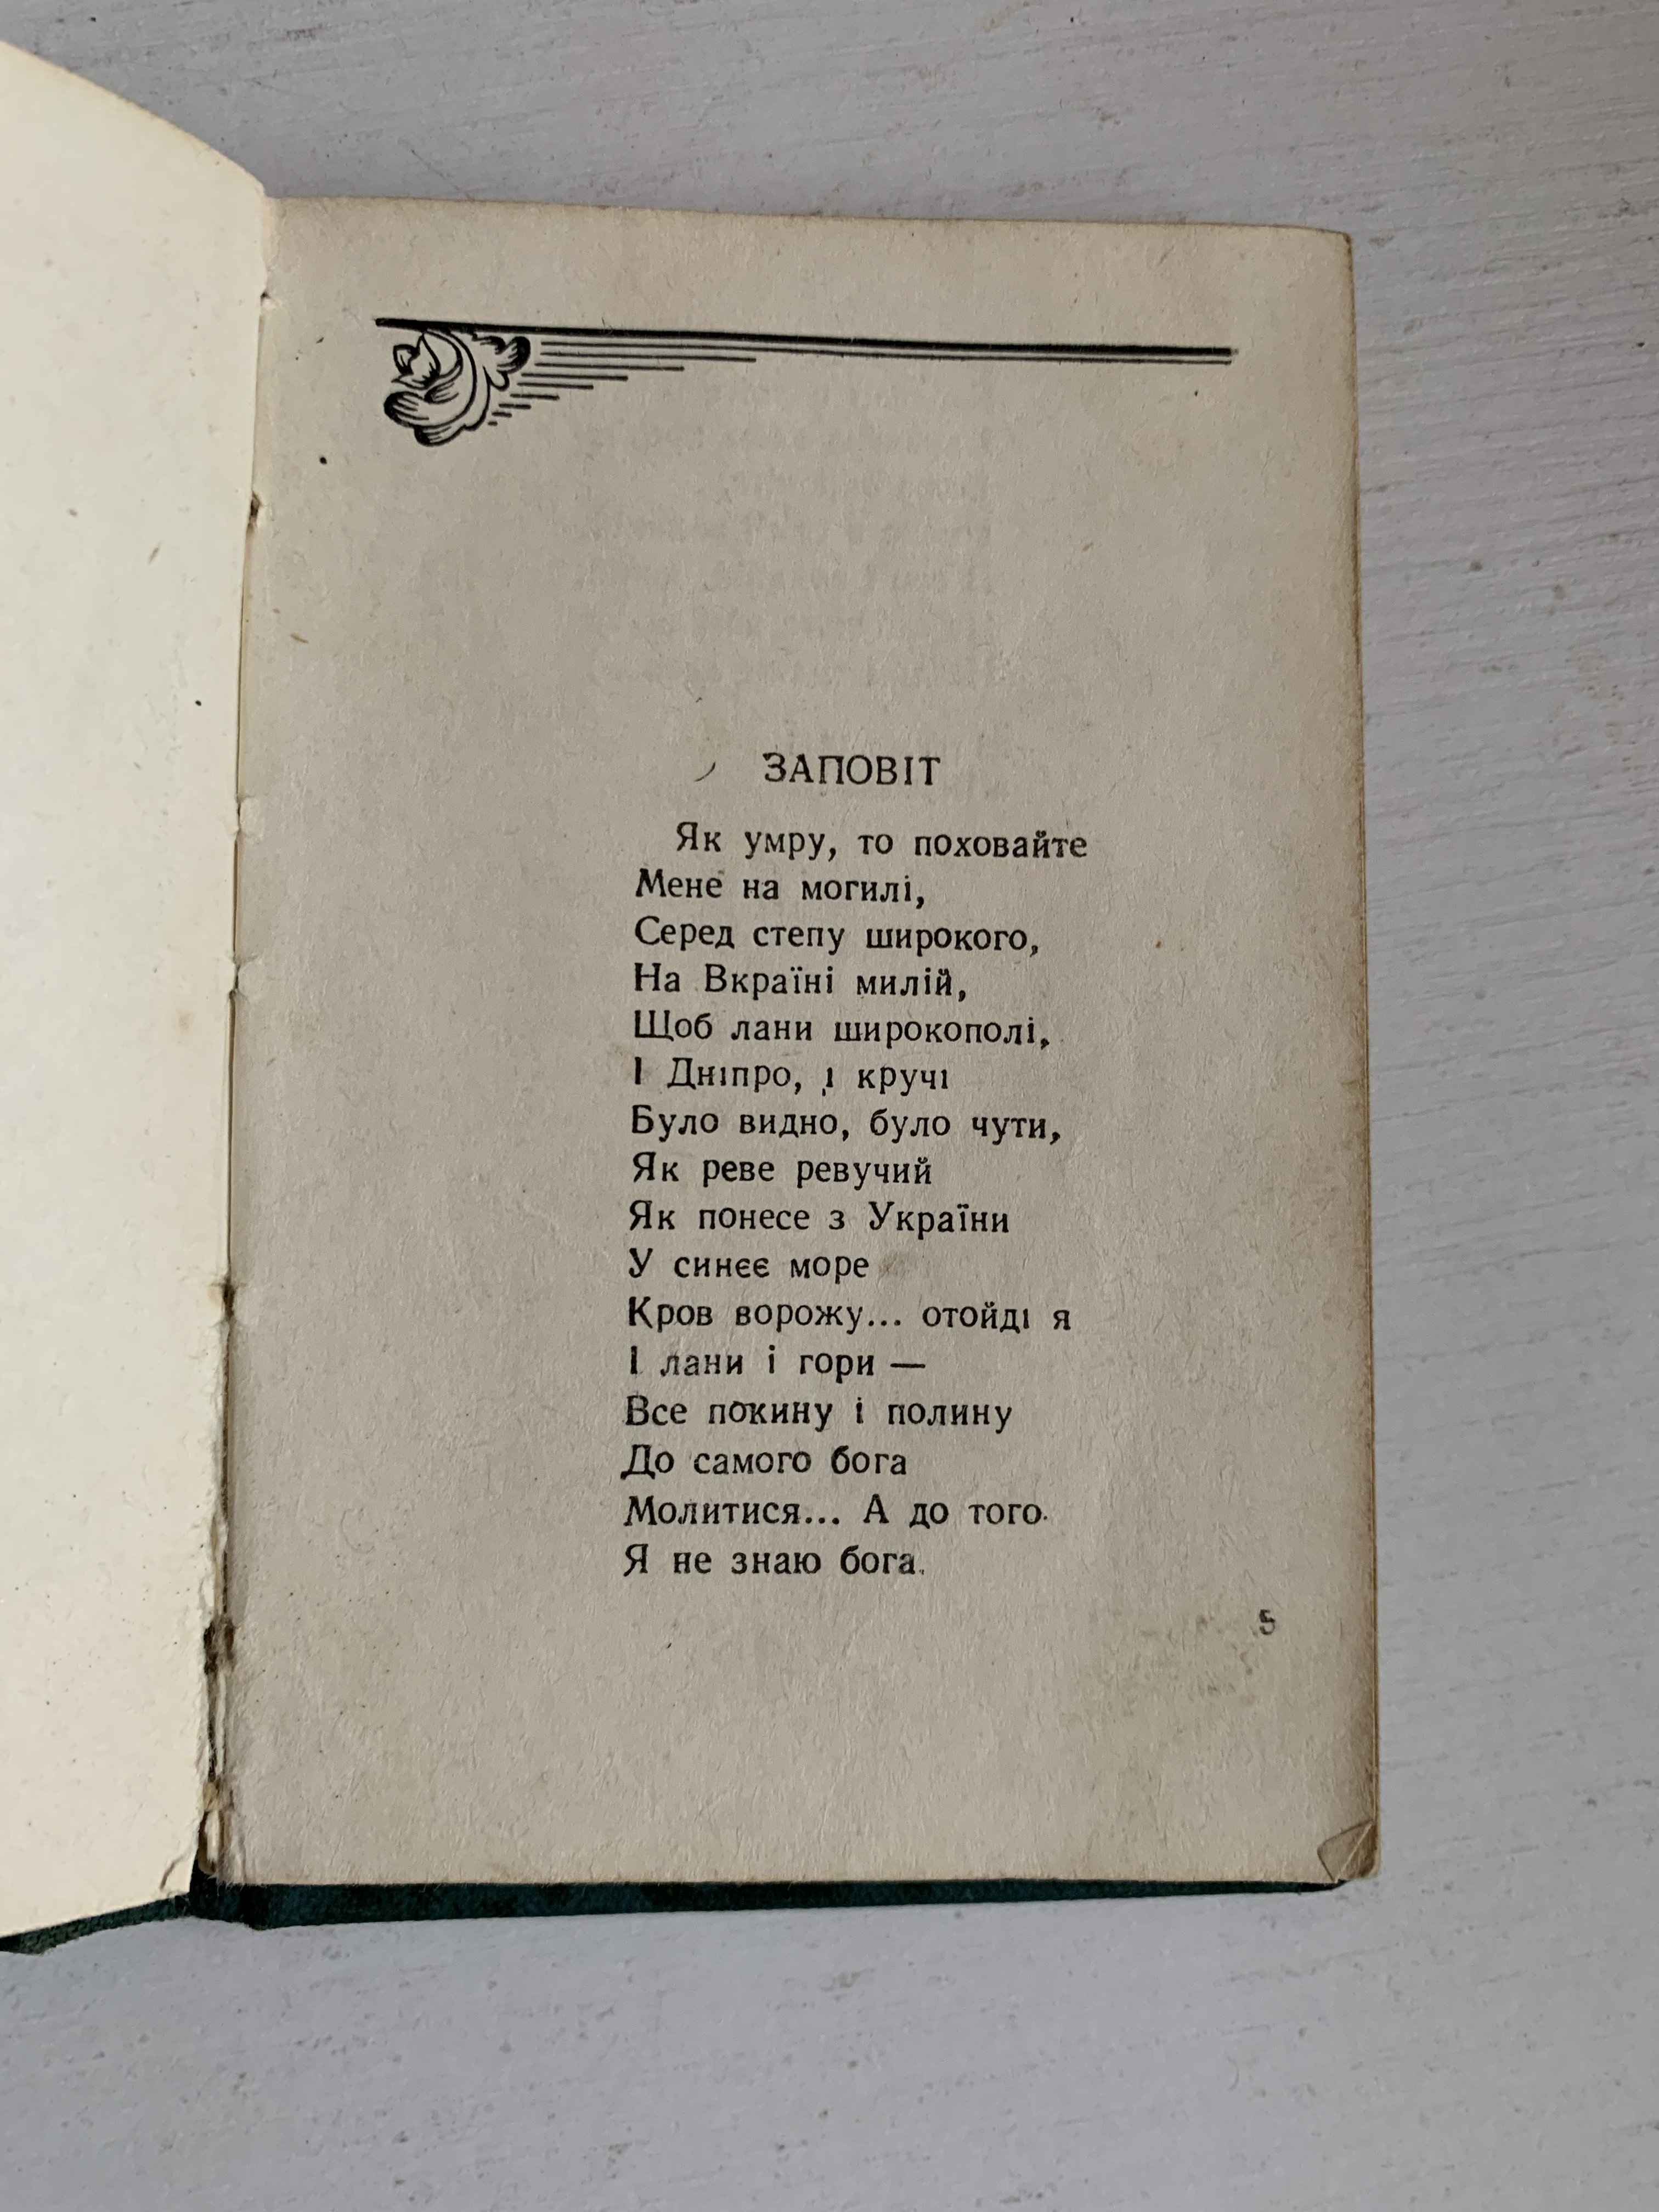 ЗАПОВІТ
Як умру, то поховайте
Мене на могилі,
Серед степу широкого,
На Вкраїні милій,
Щоб лани широкополі,
І Дніпро, і кручі
Було видно, було чути,
Як реве ревучий
Як понесе з України
У синєє море
Кров ворожу... отойді я
І лани і гори —
Все покину і полину
До самого бога
Молитися... А до того
Я не знаю бога.
5